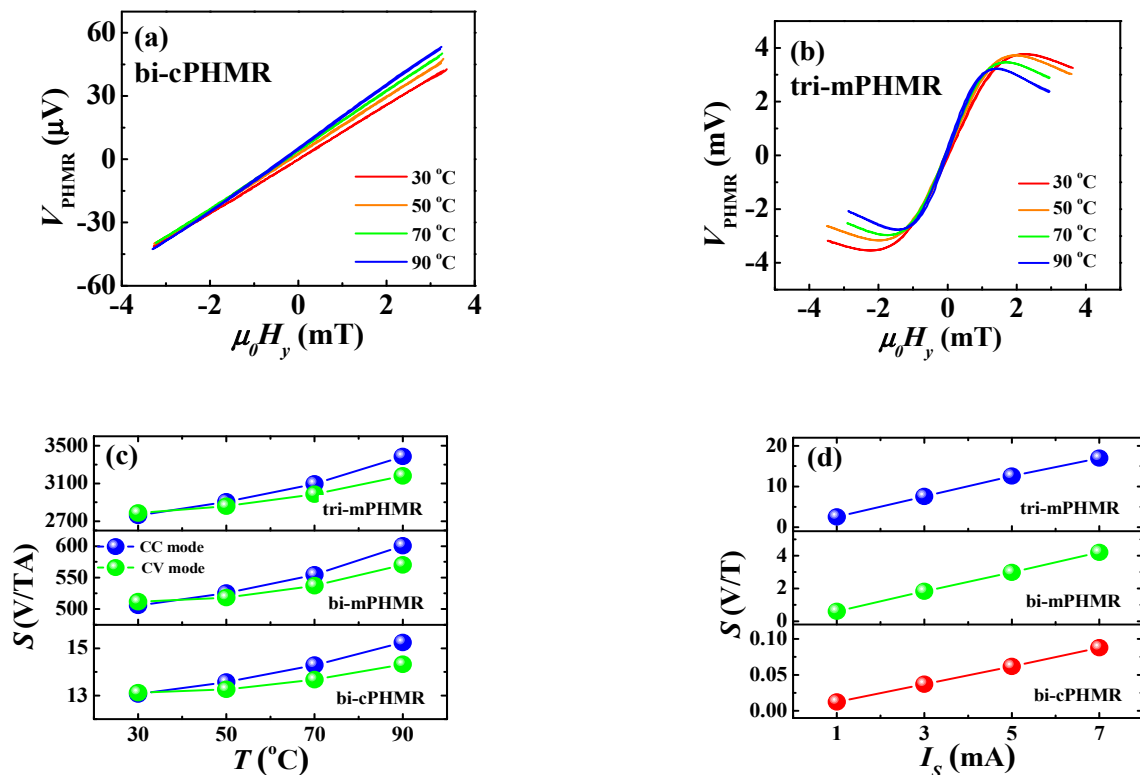 (a)
bi-cPHMR
V_PHMR (μV)
60
30
0
-30
-60
30 °C
50 °C
70 °C
90 °C
-4 -2 0 2 4
μ₀H_y (mT)
(b)
tri-mPHMR
V_PHMR (mV)
4
2
0
-2
-4
30 °C
50 °C
70 °C
90 °C
-4 -2 0 2 4
μ₀H_y (mT)
(c)
S (V/TA)
3500
3100
2700
tri-mPHMR
600
550
500
CC mode
CV mode
bi-mPHMR
15
13
bi-cPHMR
30 50 70 90
T (°C)
(d)
S (V/T)
20
10
0
tri-mPHMR
4
2
0
bi-mPHMR
0.10
0.05
0.00
bi-cPHMR
1 3 5 7
I_S (mA)